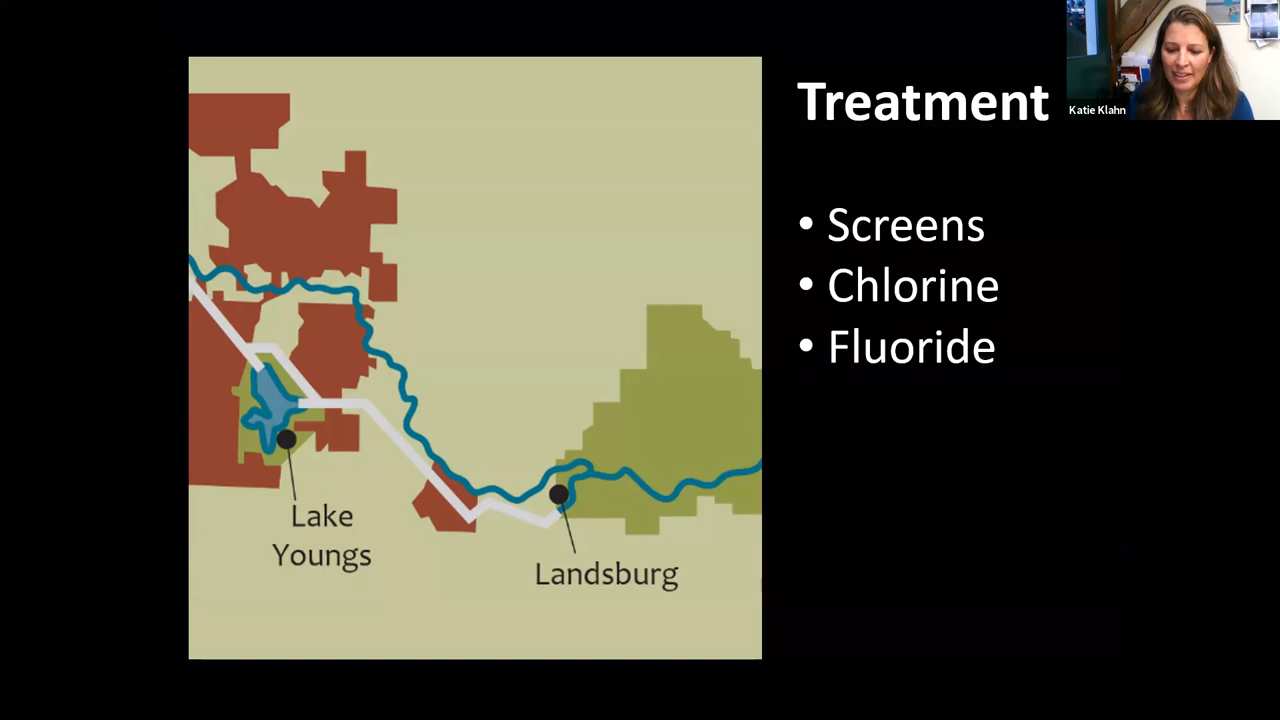 Treatment
Katie Klahn
• Screens
• Chlorine
• Fluoride
Lake
Youngs
Landsburg